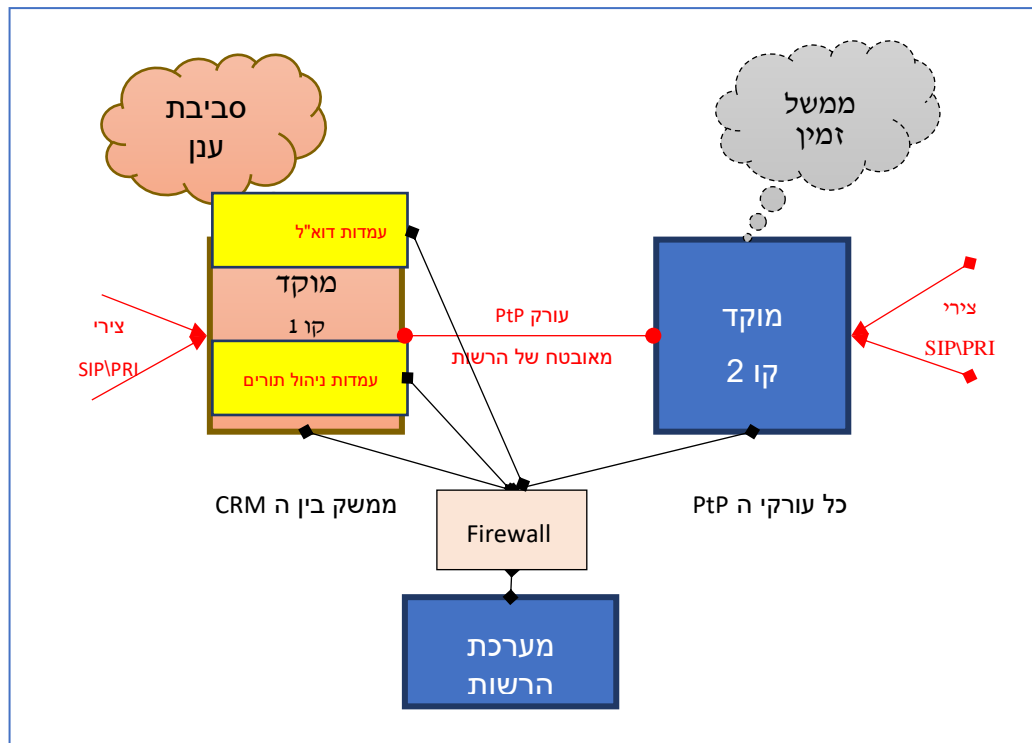 סביבת
ענן
ממשל
זמין
עמדות דוא"ל
מוקד
קו 1
עמדות ניהול תורים
צירי
SIP\PRI
עורק PtP
מאובטח של הרשות
מוקד
קו 2
צירי
SIP\PRI
ממשק בין ה CRM
כל עורקי ה PtP
Firewall
מערכת
הרשות